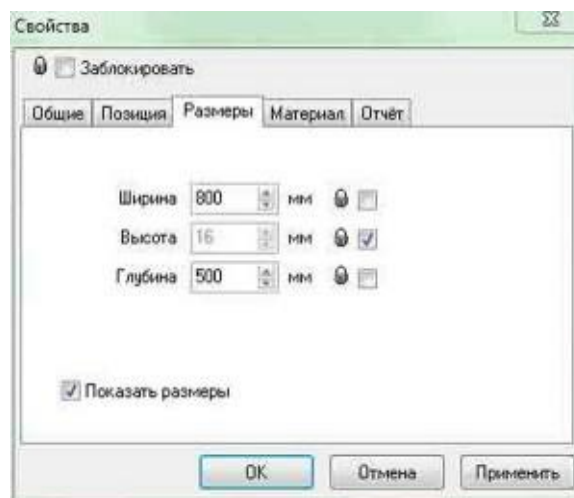 Свойства
Заблокировать
Общие Позиция Размеры Материал Отчёт
Ширина 800 мм
Высота 16 мм
Глубина 500 мм
Показать размеры
OK Отмена Применить